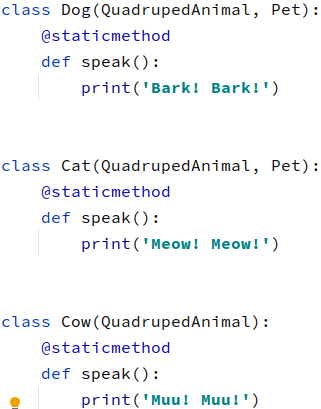 class Dog(QuadrupedAnimal, Pet):
    @staticmethod
    def speak():
        print('Bark! Bark!')
class Cat(QuadrupedAnimal, Pet):
    @staticmethod
    def speak():
        print('Meow! Meow!')
class Cow(QuadrupedAnimal):
    @staticmethod
    def speak():
        print('Muu! Muu!')